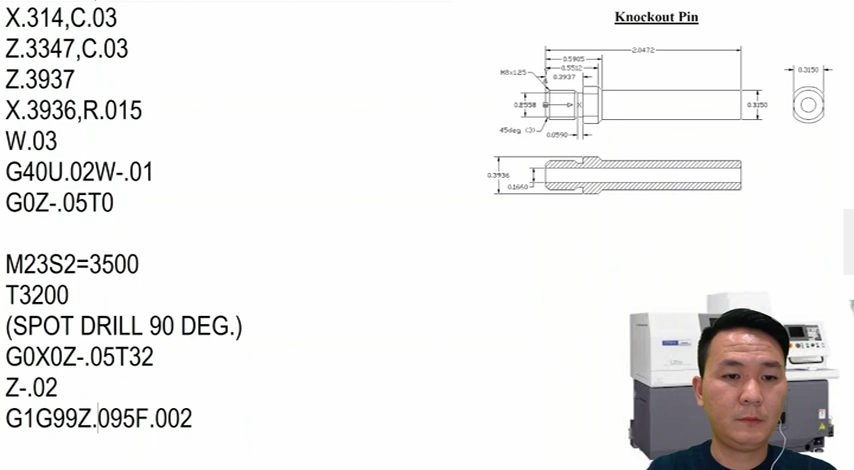 X.314,C.03
Z.3347,C.03
Z.3937
X.3936,R.015
W.03
G40U.02W-.01
G0Z-.05T0
M23S2=3500
T3200
(SPOT DRILL 90 DEG.)
G0X0Z-.05T32
Z-.02
G1G99Z.095F.002
Knockout Pin
2.0472
0.5905
0.5512
0.3937
M8x1.25
0.2558
45deg (3)
0.0590
0.3150
0.3150
0.3936
0.1660